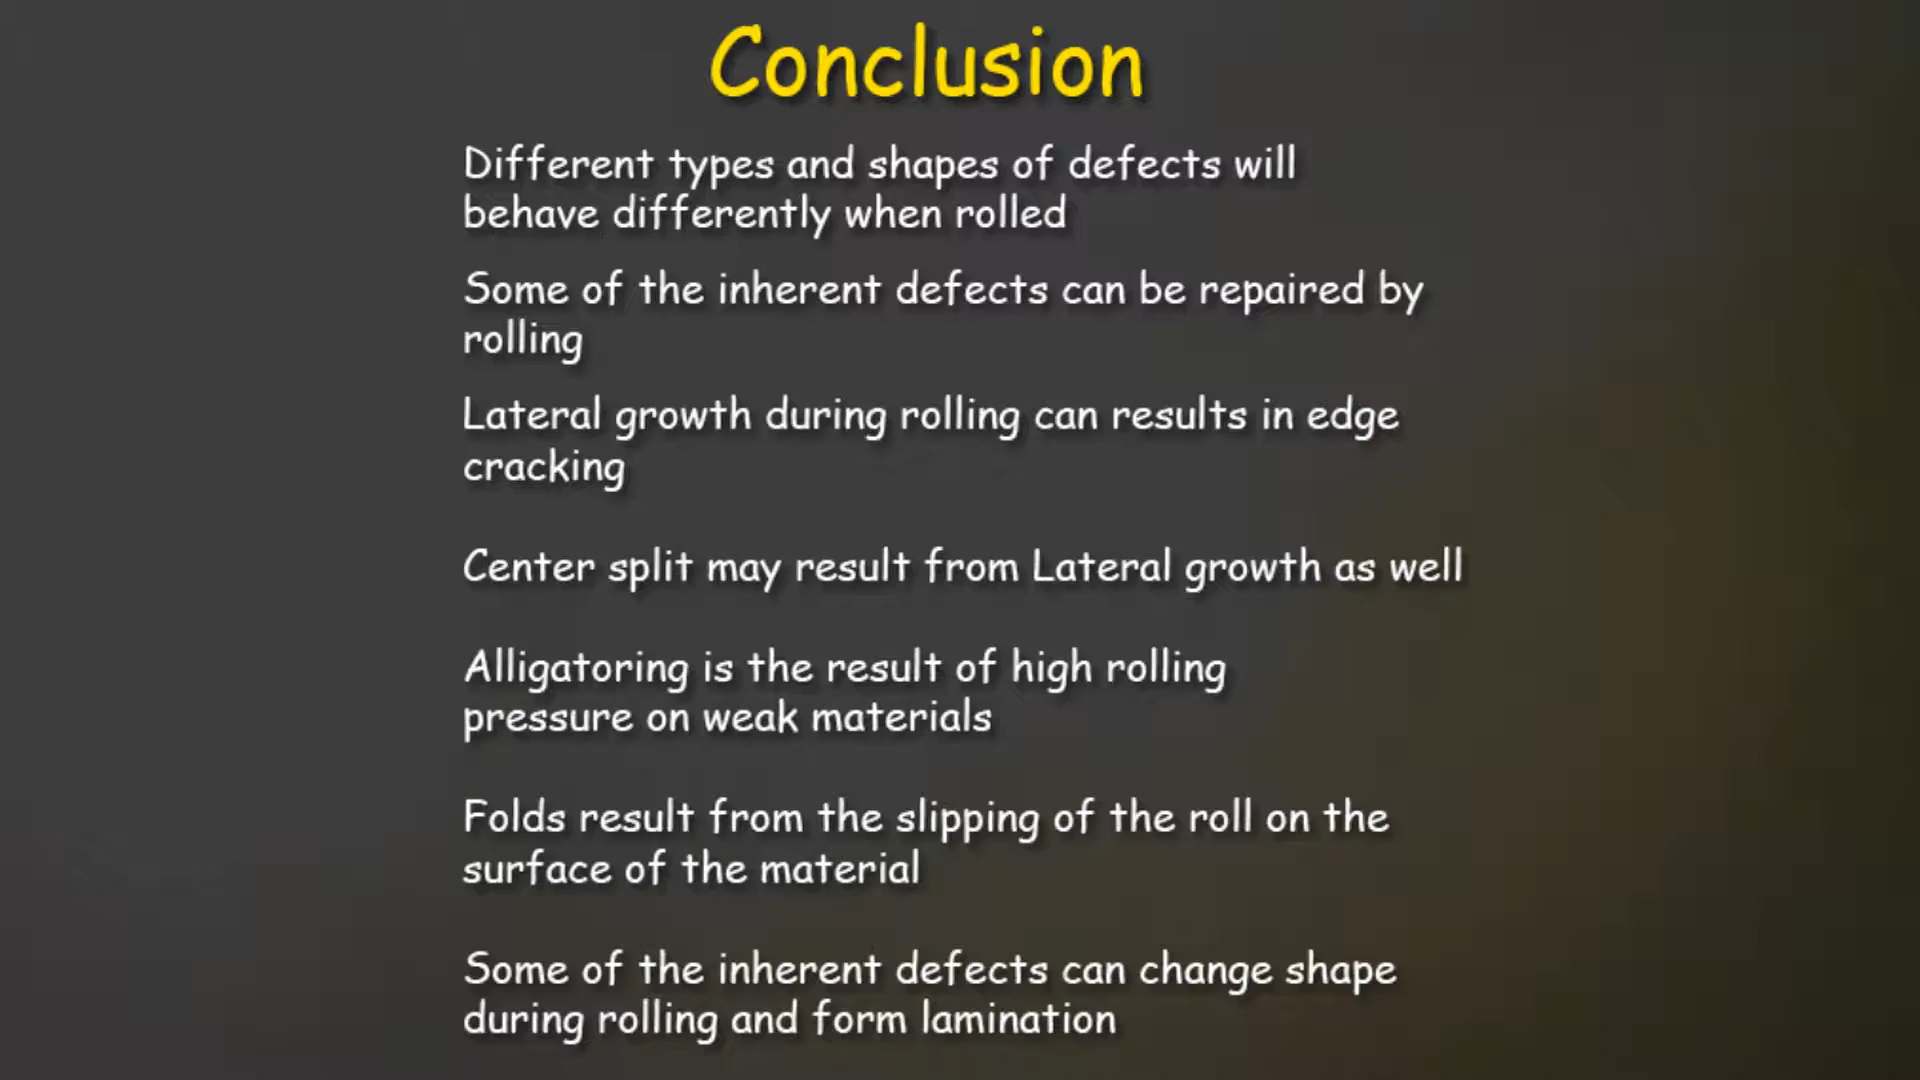 Conclusion
Different types and shapes of defects will
behave differently when rolled
Some of the inherent defects can be repaired by
rolling
Lateral growth during rolling can results in edge
cracking
Center split may result from Lateral growth as well
Alligatoring is the result of high rolling
pressure on weak materials
Folds result from the slipping of the roll on the
surface of the material
Some of the inherent defects can change shape
during rolling and form lamination